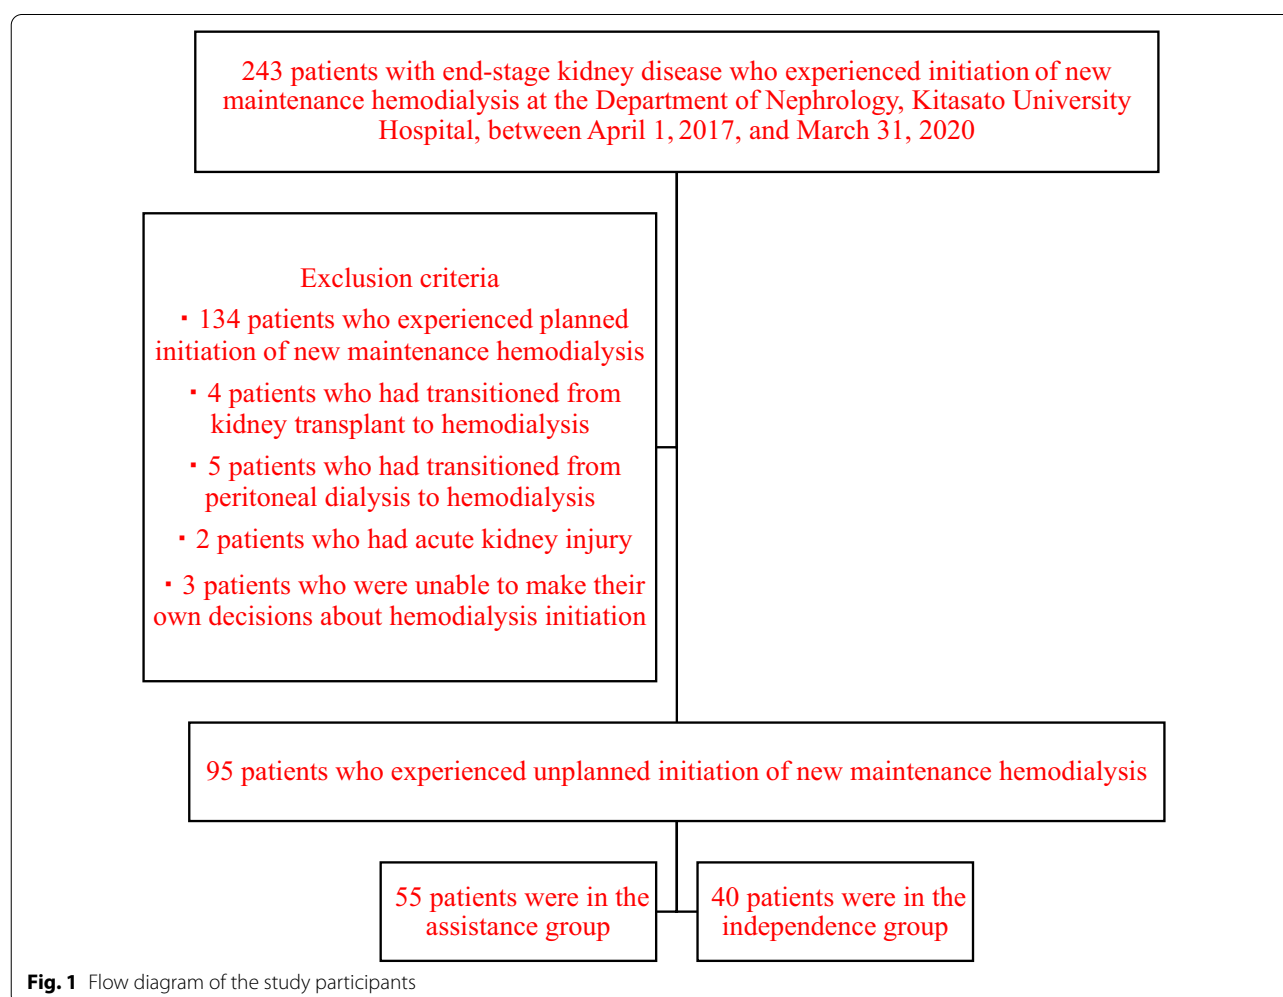 243 patients with end-stage kidney disease who experienced initiation of new
maintenance hemodialysis at the Department of Nephrology, Kitasato University
Hospital, between April 1, 2017, and March 31, 2020
Exclusion criteria
・134 patients who experienced planned
initiation of new maintenance hemodialysis
・4 patients who had transitioned from
kidney transplant to hemodialysis
・5 patients who had transitioned from
peritoneal dialysis to hemodialysis
・2 patients who had acute kidney injury
・3 patients who were unable to make their
own decisions about hemodialysis initiation
95 patients who experienced unplanned initiation of new maintenance hemodialysis
55 patients were in the
assistance group
40 patients were in the
independence group
Fig. 1 Flow diagram of the study participants